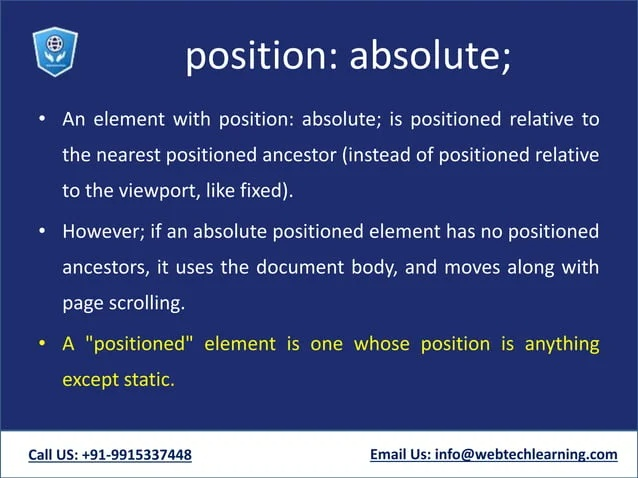 position: absolute;
• An element with position: absolute; is positioned relative to
the nearest positioned ancestor (instead of positioned relative
to the viewport, like fixed).
• However; if an absolute positioned element has no positioned
ancestors, it uses the document body, and moves along with
page scrolling.
• A "positioned" element is one whose position is anything
except static.
Call US: +91-9915337448
Email Us: info@webtechlearning.com